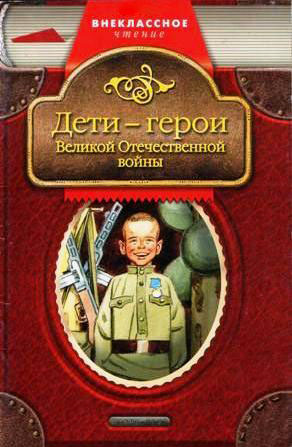 ВНЕКЛАССНОЕ
чтение
Дети – герои
Великой Отечественной
войны